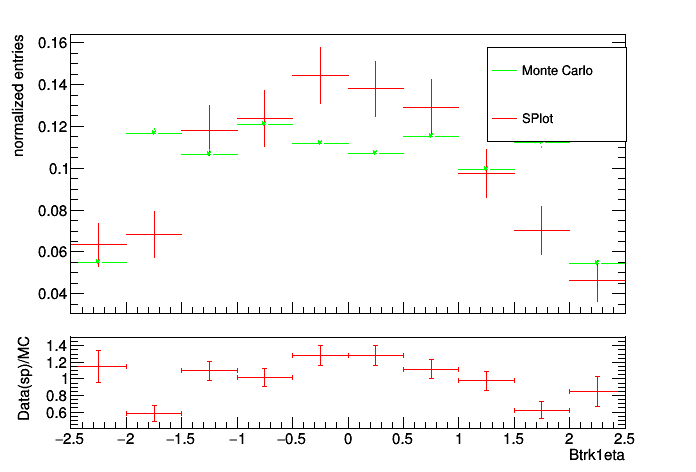 normalized entries
0.16
0.14
0.12
0.1
0.08
0.06
0.04
Monte Carlo
SPlot
Data(sp)/MC
1.4
1.2
1.0
0.8
0.6
−2.5 −2 −1.5 −1 −0.5 0 0.5 1 1.5 2 2.5
Btrk1eta